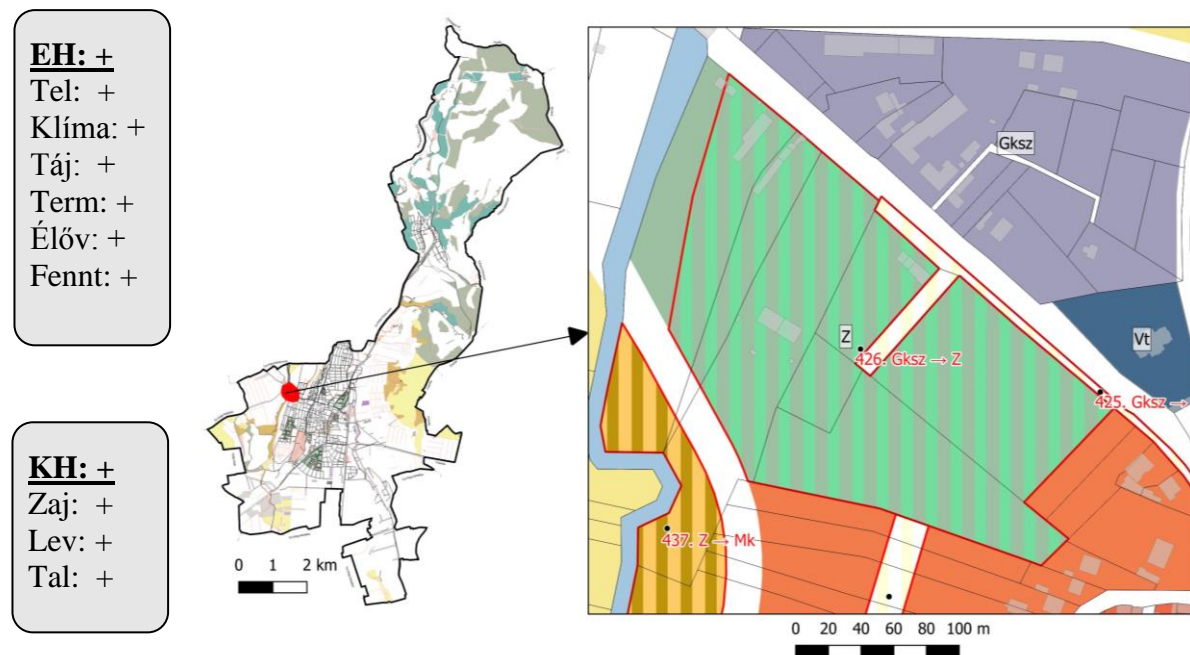 EH: +
Tel: +
Klíma: +
Táj: +
Term: +
Élőv: +
Fennt: +
KH: +
Zaj: +
Lev: +
Tal: +
0 1 2 km
Gksz
Vt
Z
426. Gksz → Z
425. Gksz →
437. Z → Mk
0 20 40 60 80 100 m